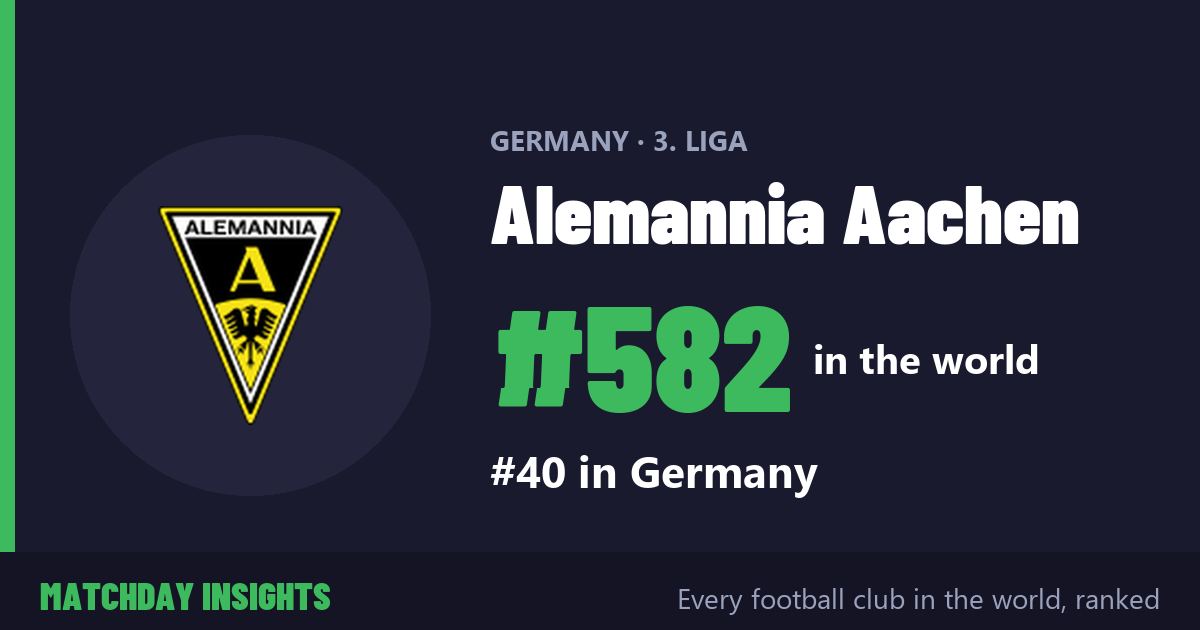 GERMANY · 3. LIGA
Alemannia Aachen
ALEMANNIA
A
#582 in the world
#40 in Germany
MATCHDAY INSIGHTS
Every football club in the world, ranked